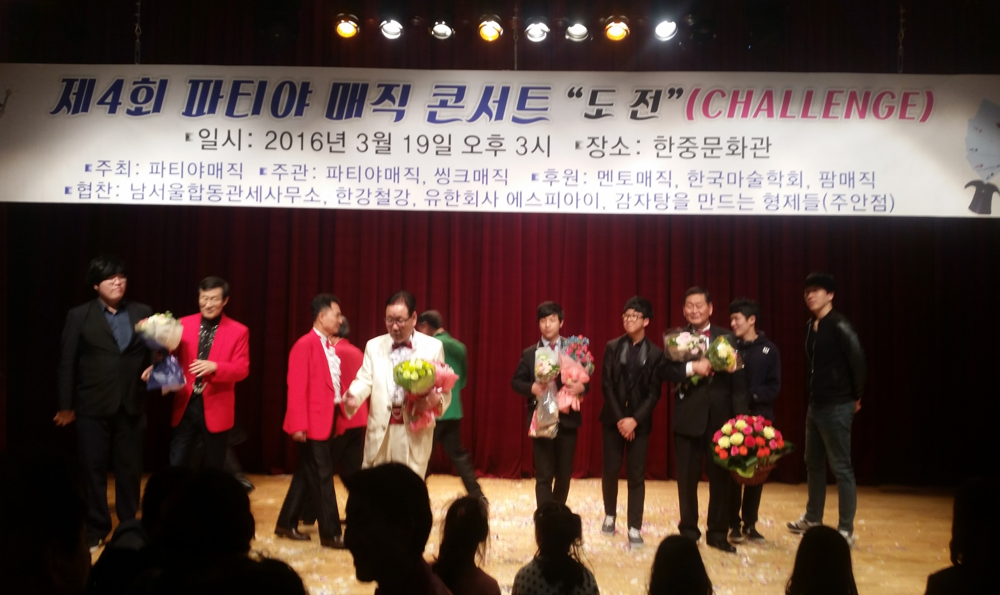 제4회 파티야 매직 콘서트 “도 전”(CHALLENGE)
일시: 2016년 3월 19일 오후 3시 장소: 한중문화관
주최: 파티야매직 주관: 파티야매직, 씽크매직 후원: 멘토매직, 한국마술학회, 팜매직
협찬: 남서울합동관세사무소, 한강철강, 유한회사 에스피아이, 감자탕을 만드는 형제들(주안점)